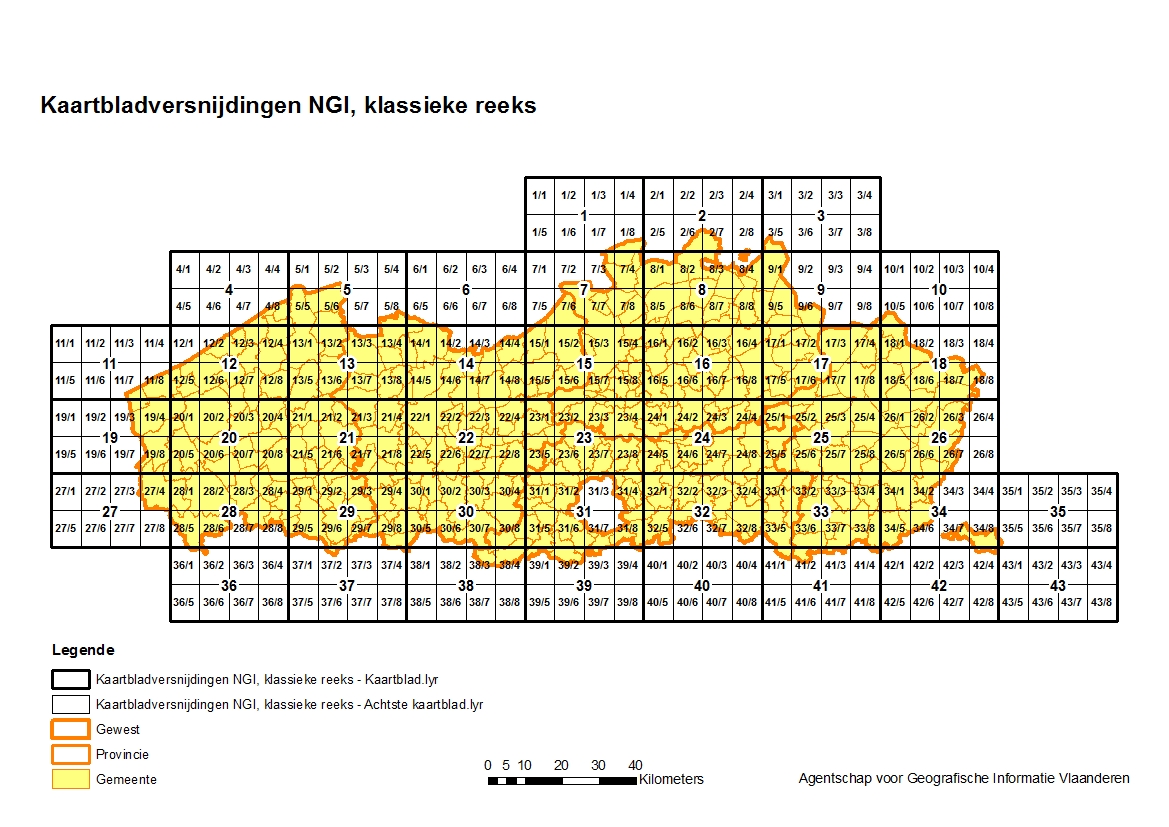 Kaartbladversnijdingen NGI, klassieke reeks
1/1 1/2 1/3 1/4 2/1 2/2 2/3 2/4 3/1 3/2 3/3 3/4
1 2 3
1/5 1/6 1/7 1/8 2/5 2/6 2/7 2/8 3/5 3/6 3/7 3/8
4/1 4/2 4/3 4/4 5/1 5/2 5/3 5/4 6/1 6/2 6/3 6/4 7/1 7/2 7/3 7/4 8/1 8/2 8/3 8/4 9/1 9/2 9/3 9/4 10/1 10/2 10/3 10/4
4 5 6 7 8 9 10
4/5 4/6 4/7 4/8 5/5 5/6 5/7 5/8 6/5 6/6 6/7 6/8 7/5 7/6 7/7 7/8 8/5 8/6 8/7 8/8 9/5 9/6 9/7 9/8 10/5 10/6 10/7 10/8
11/1 11/2 11/3 11/4 12/1 12/2 12/3 12/4 13/1 13/2 13/3 13/4 14/1 14/2 14/3 14/4 15/1 15/2 15/3 15/4 16/1 16/2 16/3 16/4 17/1 17/2 17/3 17/4 18/1 18/2 18/3 18/4
11 12 13 14 15 16 17 18
11/5 11/6 11/7 11/8 12/5 12/6 12/7 12/8 13/5 13/6 13/7 13/8 14/5 14/6 14/7 14/8 15/5 15/6 15/7 15/8 16/5 16/6 16/7 16/8 17/5 17/6 17/7 17/8 18/5 18/6 18/7 18/8
19/1 19/2 19/3 19/4 20/1 20/2 20/3 20/4 21/1 21/2 21/3 21/4 22/1 22/2 22/3 22/4 23/1 23/2 23/3 23/4 24/1 24/2 24/3 24/4 25/1 25/2 25/3 25/4 26/1 26/2 26/3 26/4
19 20 21 22 23 24 25 26
19/5 19/6 19/7 19/8 20/5 20/6 20/7 20/8 21/5 21/6 21/7 21/8 22/5 22/6 22/7 22/8 23/5 23/6 23/7 23/8 24/5 24/6 24/7 24/8 25/5 25/6 25/7 25/8 26/5 26/6 26/7 26/8
27/1 27/2 27/3 27/4 28/1 28/2 28/3 28/4 29/1 29/2 29/3 29/4 30/1 30/2 30/3 30/4 31/1 31/2 31/3 31/4 32/1 32/2 32/3 32/4 33/1 33/2 33/3 33/4 34/1 34/2 34/3 34/4 35/1 35/2 35/3 35/4
27 28 29 30 31 32 33 34 35
27/5 27/6 27/7 27/8 28/5 28/6 28/7 28/8 29/5 29/6 29/7 29/8 30/5 30/6 30/7 30/8 31/5 31/6 31/7 31/8 32/5 32/6 32/7 32/8 33/5 33/6 33/7 33/8 34/5 34/6 34/7 34/8 35/5 35/6 35/7 35/8
36/1 36/2 36/3 36/4 37/1 37/2 37/3 37/4 38/1 38/2 38/3 38/4 39/1 39/2 39/3 39/4 40/1 40/2 40/3 40/4 41/1 41/2 41/3 41/4 42/1 42/2 42/3 42/4 43/1 43/2 43/3 43/4
36 37 38 39 40 41 42 43
36/5 36/6 36/7 36/8 37/5 37/6 37/7 37/8 38/5 38/6 38/7 38/8 39/5 39/6 39/7 39/8 40/5 40/6 40/7 40/8 41/5 41/6 41/7 41/8 42/5 42/6 42/7 42/8 43/5 43/6 43/7 43/8
Legende
Kaartbladversnijdingen NGI, klassieke reeks - Kaartblad.lyr
Kaartbladversnijdingen NGI, klassieke reeks - Achtste kaartblad.lyr
Gewest
Provincie
Gemeente
0 5 10 20 30 40
Kilometers
Agentschap voor Geografische Informatie Vlaanderen